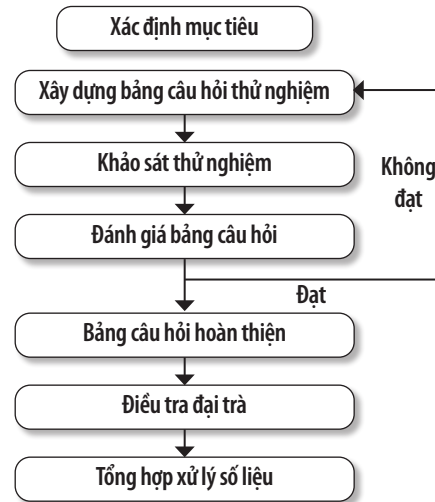 Xác định mục tiêu
Xây dựng bảng câu hỏi thử nghiệm
Khảo sát thử nghiệm
Không
đạt
Đánh giá bảng câu hỏi
Đạt
Bảng câu hỏi hoàn thiện
Điều tra đại trà
Tổng hợp xử lý số liệu